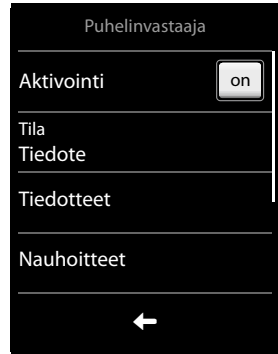 Puhelinvastaaja
Aktivointi
on
Tila
Tiedote
Tiedotteet
Nauhoitteet